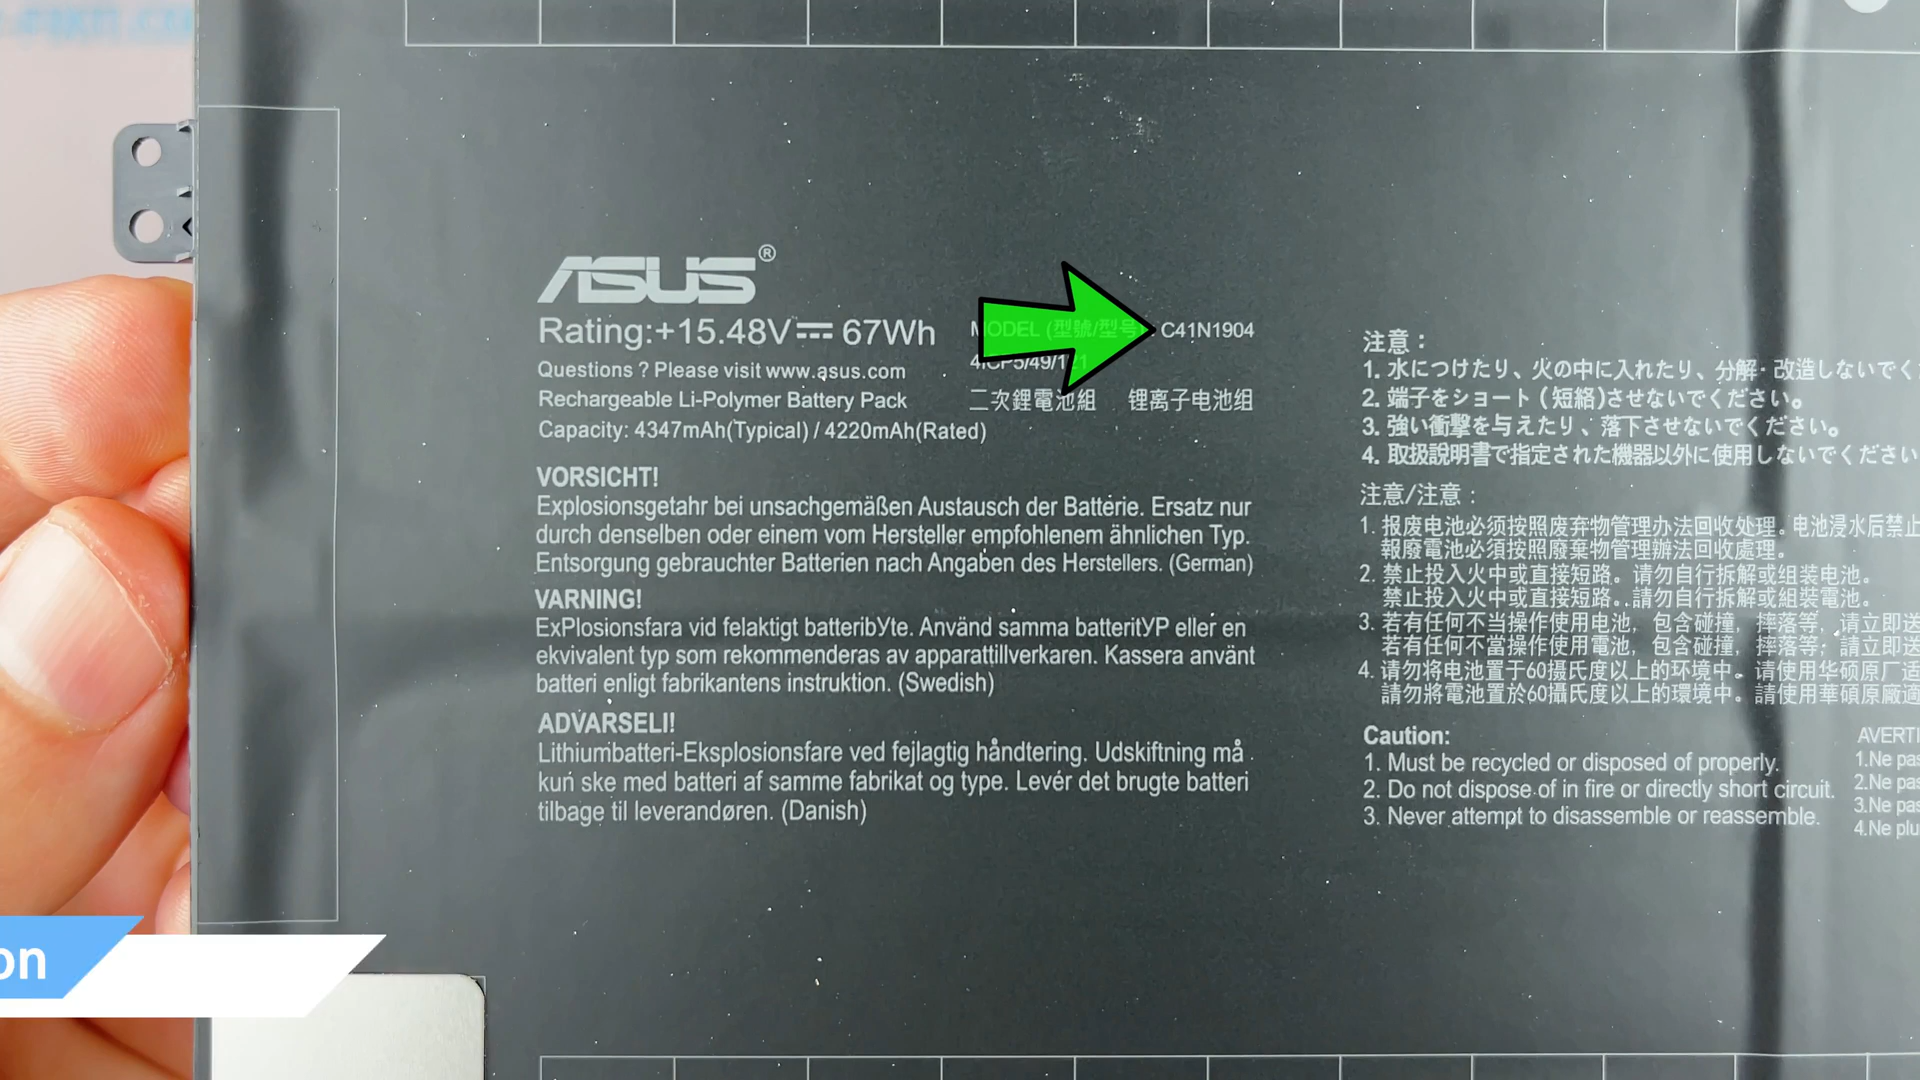 ASUS®
Rating:+15.48V⎓67Wh
Questions ? Please visit www.asus.com
Rechargeable Li-Polymer Battery Pack
Capacity: 4347mAh(Typical) / 4220mAh(Rated)
MODEL (型號/型号): C41N1904
4ICP5/49/121
二次鋰電池組 锂离子电池组
VORSICHT!
Explosionsgetahr bei unsachgemäßen Austausch der Batterie. Ersatz nur
durch denselben oder einem vom Hersteller empfohlenem ähnlichen Typ.
Entsorgung gebrauchter Batterien nach Angaben des Herstellers. (German)
VARNING!
ExPlosionsfara vid felaktigt batteribУte. Använd samma batteritУP eller en
ekvivalent typ som rekommenderas av apparattillverkaren. Kassera använt
batteri enligt fabrikantens instruktion. (Swedish)
ADVARSELI!
Lithiumbatteri-Eksplosionsfare ved fejlagtig håndtering. Udskiftning må
kun ske med batteri af samme fabrikat og type. Levér det brugte batteri
tilbage til leverandøren. (Danish)
注意：
1. 水につけたり、火の中に入れたり、分解・改造しないでく
2. 端子をショート（短絡)させないでください。
3. 強い衝撃を与えたり、落下させないでください。
4. 取扱説明書で指定された機器以外に使用しないでください
注意/注意：
1. 报废电池必须按照废弃物管理办法回收处理。电池浸水后禁止
報廢電池必須按照廢棄物管理辦法回收處理。
2. 禁止投入火中或直接短路。请勿自行拆解或组装电池。
禁止投入火中或直接短路。請勿自行拆解或組裝電池。
3. 若有任何不当操作使用电池，包含碰撞，摔落等，请立即送
若有任何不當操作使用電池，包含碰撞，摔落等；請立即送
4. 请勿将电池置于60摄氏度以上的环境中。请使用华硕原厂适
請勿將電池置於60攝氏度以上的環境中。請使用華碩原廠適
Caution:
1. Must be recycled or disposed of properly.
2. Do not dispose of in fire or directly short circuit.
3. Never attempt to disassemble or reassemble.
AVERTI
1.Ne pas
2.Ne pas
3.Ne pas
4.Ne plu
on